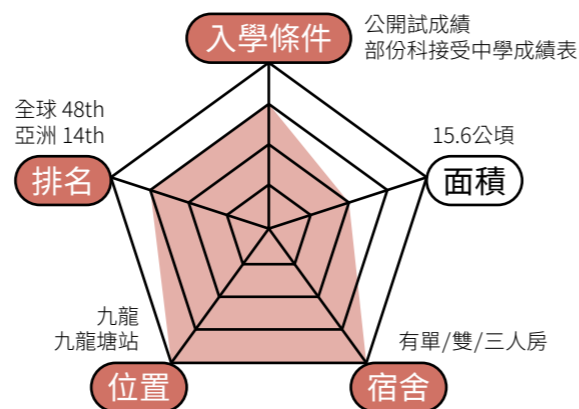 入學條件
公開試成績
部份科接受中學成績表
全球 48th
亞洲 14th
排名
15.6公頃
面積
九龍
九龍塘站
位置
有單/雙/三人房
宿舍